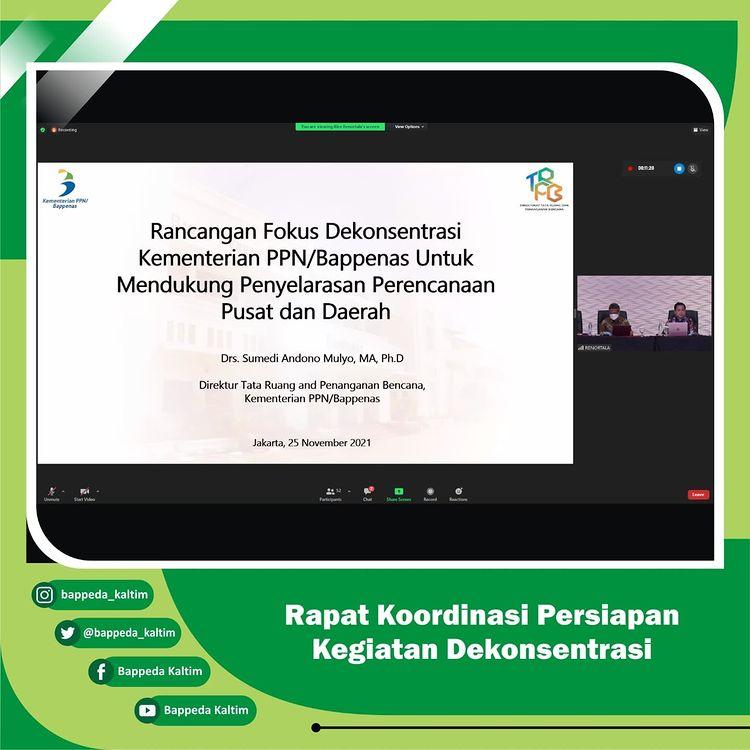 Recording
You are viewing Biro Renortala's screen
View Options
View
Kementerian PPN/
Bappenas
TRPB
DIREKTORAT TATA RUANG DAN
PENANGANAN BENCANA
00:11:20
Rancangan Fokus Dekonsentrasi
Kementerian PPN/Bappenas Untuk
Mendukung Penyelarasan Perencanaan
Pusat dan Daerah
Drs. Sumedi Andono Mulyo, MA, Ph.D
Direktur Tata Ruang and Penanganan Bencana,
Kementerian PPN/Bappenas
Jakarta, 25 November 2021
RENORTALA
Unmute
Start Video
52
Participants
Chat
Share Screen
Record
Reactions
Leave
bappeda_kaltim
@bappeda_kaltim
Bappeda Kaltim
Bappeda Kaltim
Rapat Koordinasi Persiapan
Kegiatan Dekonsentrasi